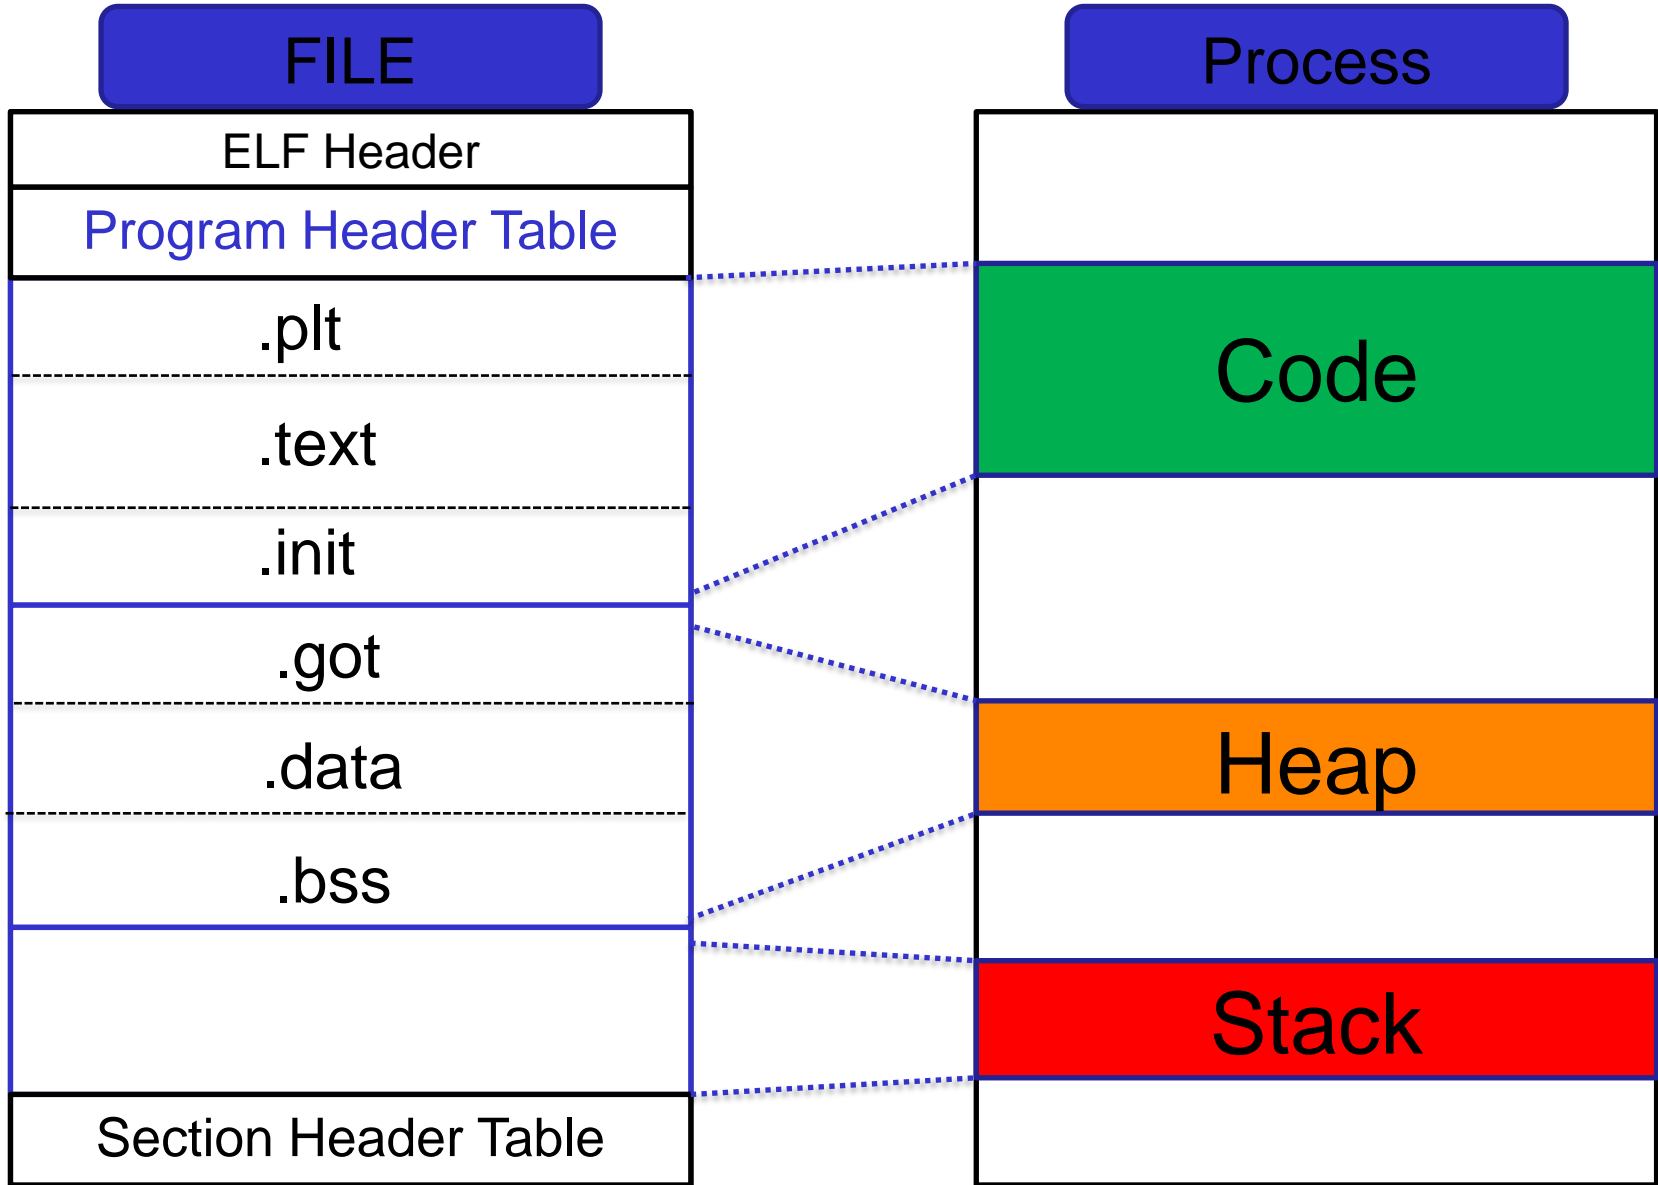 FILE
ELF Header
Program Header Table
.plt
.text
.init
.got
.data
.bss
Section Header Table
Process
Code
Heap
Stack